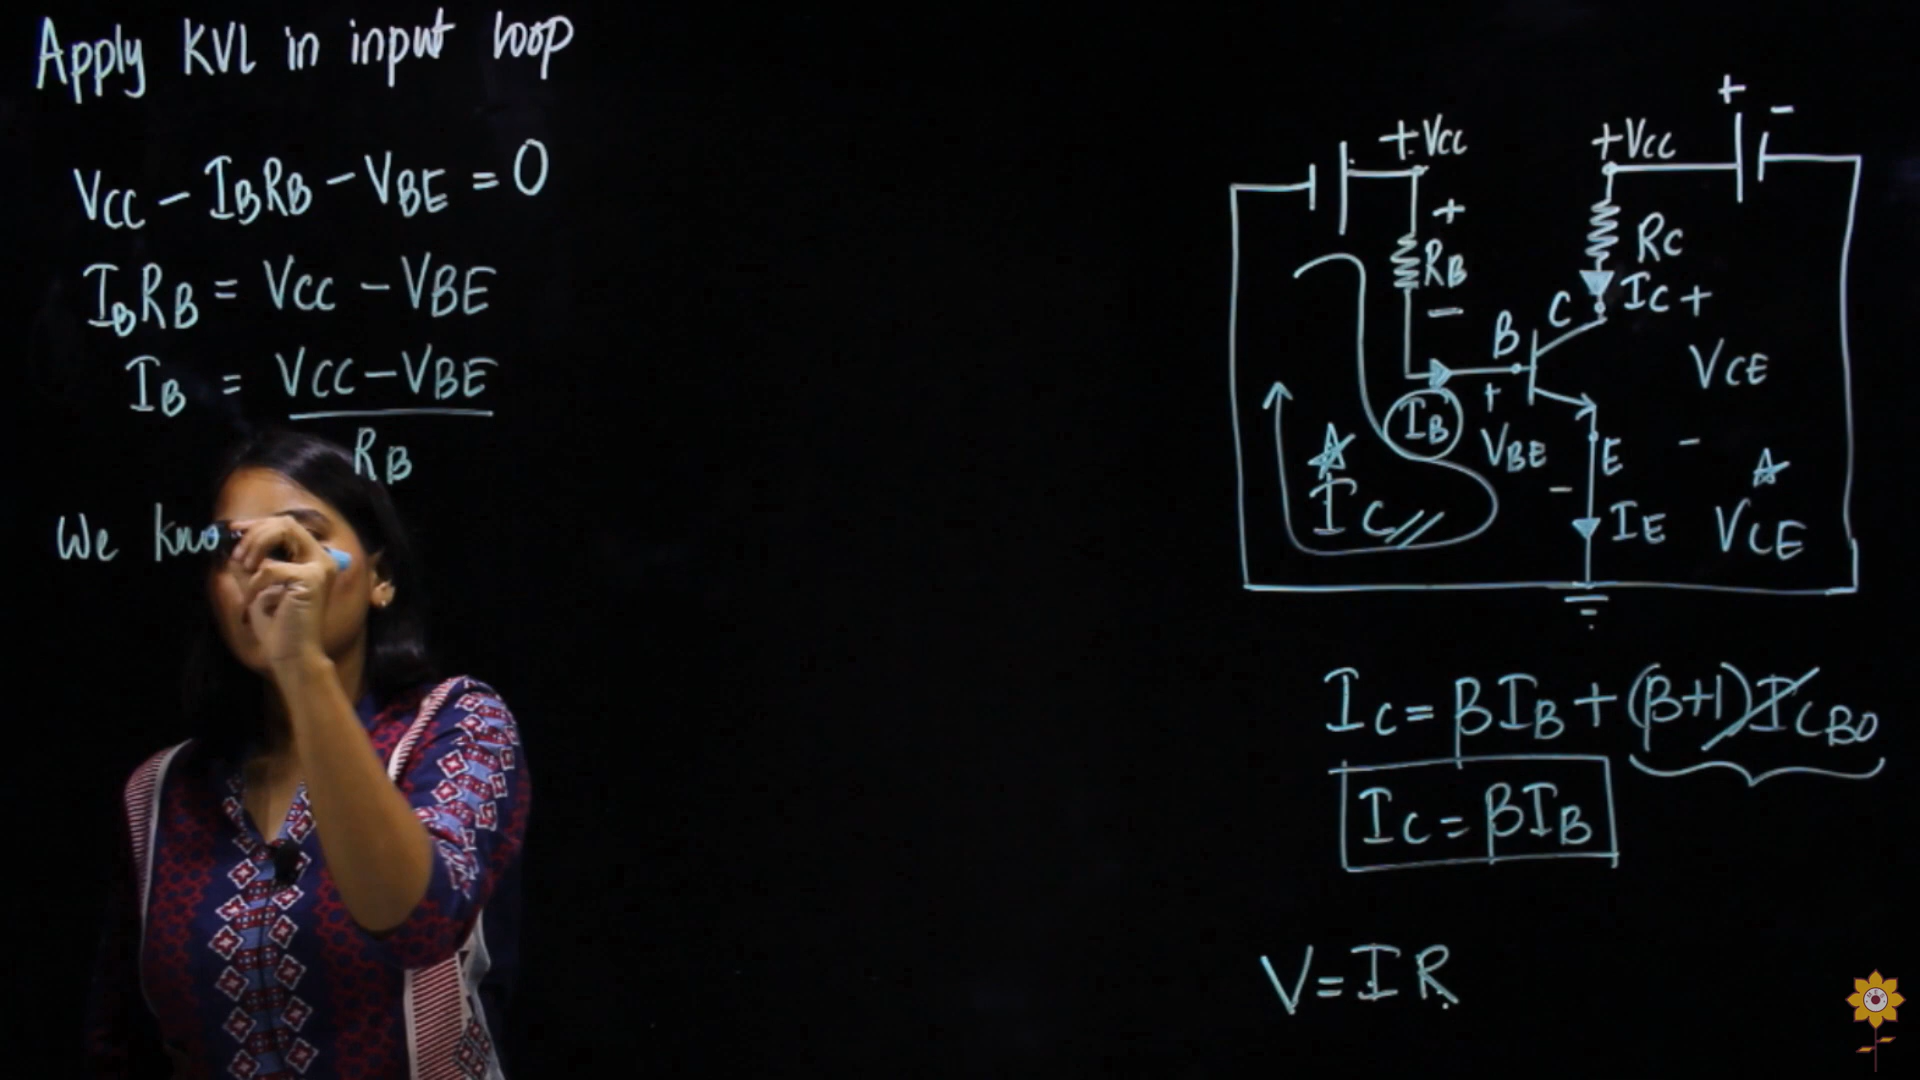 Apply KVL in input loop
VCC - IBRB - VBE = 0
IBRB = VCC - VBE
IB = VCC - VBE
RB
We kno
+VCC
+VCC
+ -
+
RB
-
RC
IC +
C
B
VCE
IB
+
VBE
-
E
-
IC
IE
VCE
IC = βIB + (β+1)ICBO
IC = βIB
V = IR